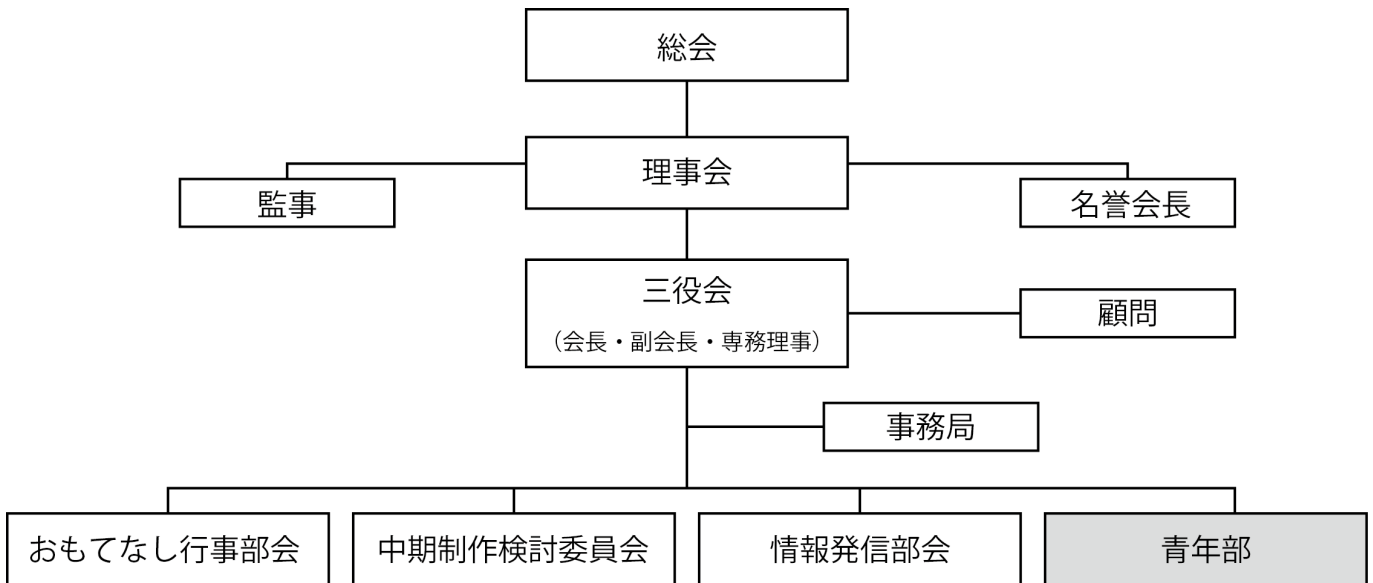 総会
理事会
監事
名誉会長
三役会
（会長・副会長・専務理事）
顧問
事務局
おもてなし行事部会
中期制作検討委員会
情報発信部会
青年部